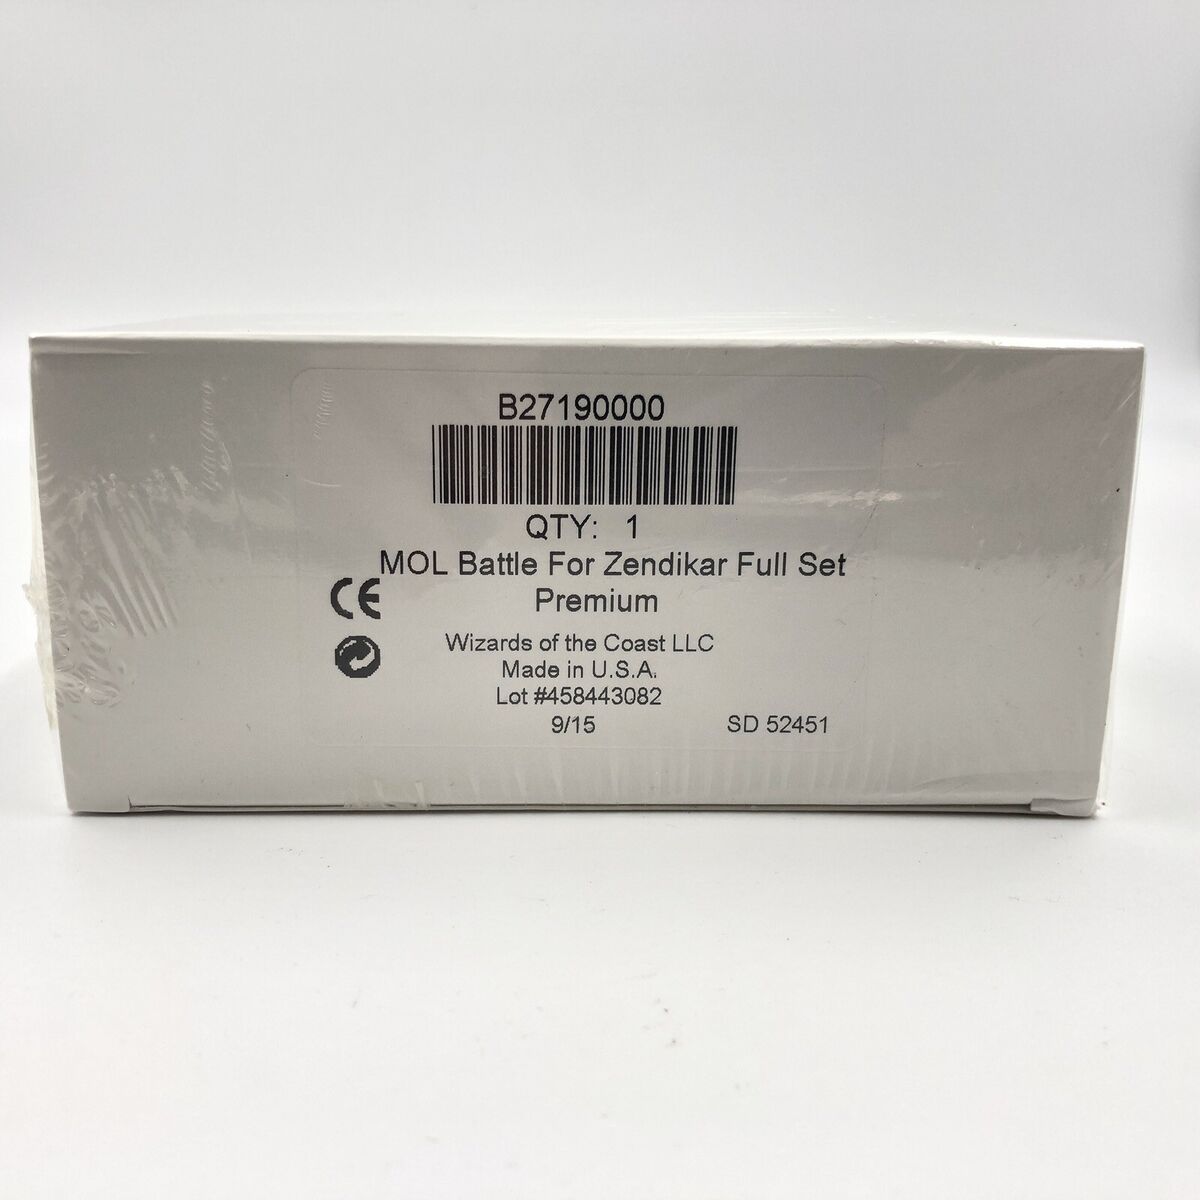 B27190000
QTY: 1
MOL Battle For Zendikar Full Set
Premium
CE
Wizards of the Coast LLC
Made in U.S.A.
Lot #458443082
9/15 SD 52451